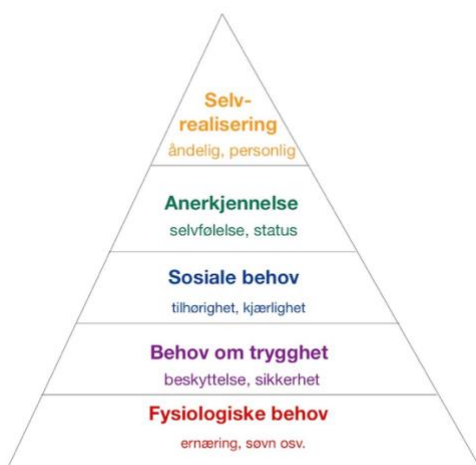 Selv-
realisering
åndelig, personlig
Anerkjennelse
selvfølelse, status
Sosiale behov
tilhørighet, kjærlighet
Behov om trygghet
beskyttelse, sikkerhet
Fysiologiske behov
ernæring, søvn osv.